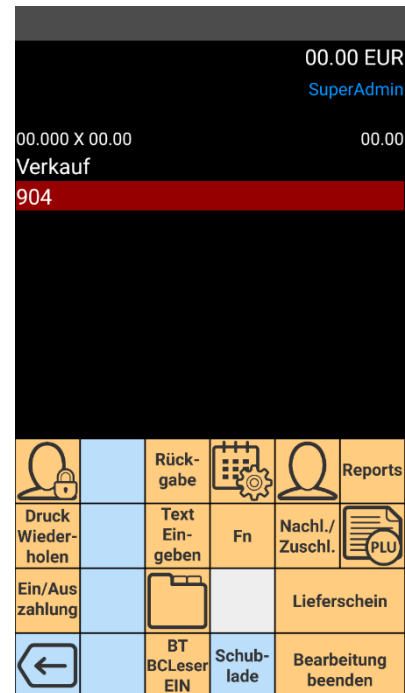 00.00 EUR
SuperAdmin
00.000 X 00.00 00.00
Verkauf
904
Rück-
gabe
Reports
Druck
Wieder-
holen
Text
Ein-
geben
Fn
Nachl./
Zuschl.
PLU
Ein/Aus
zahlung
Lieferschein
BT
BCLeser
EIN
Schub-
lade
Bearbeitung
beenden